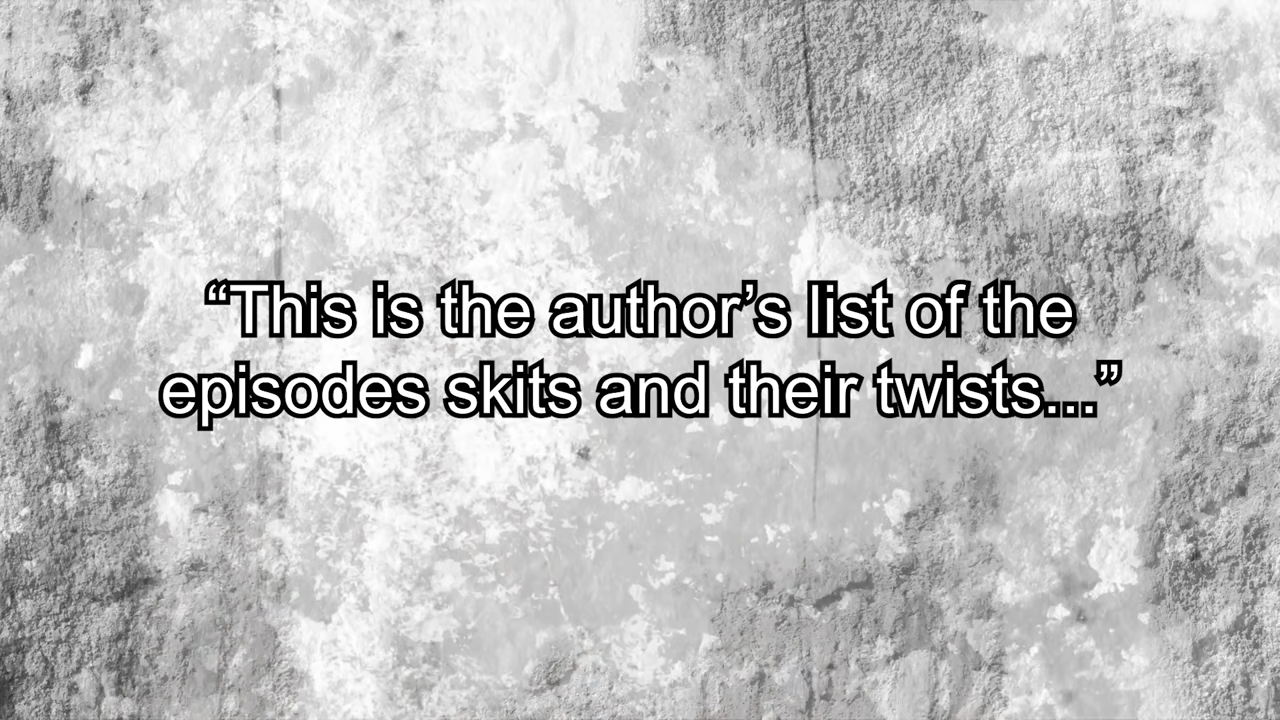 “This is the author’s list of the
episodes skits and their twists...”